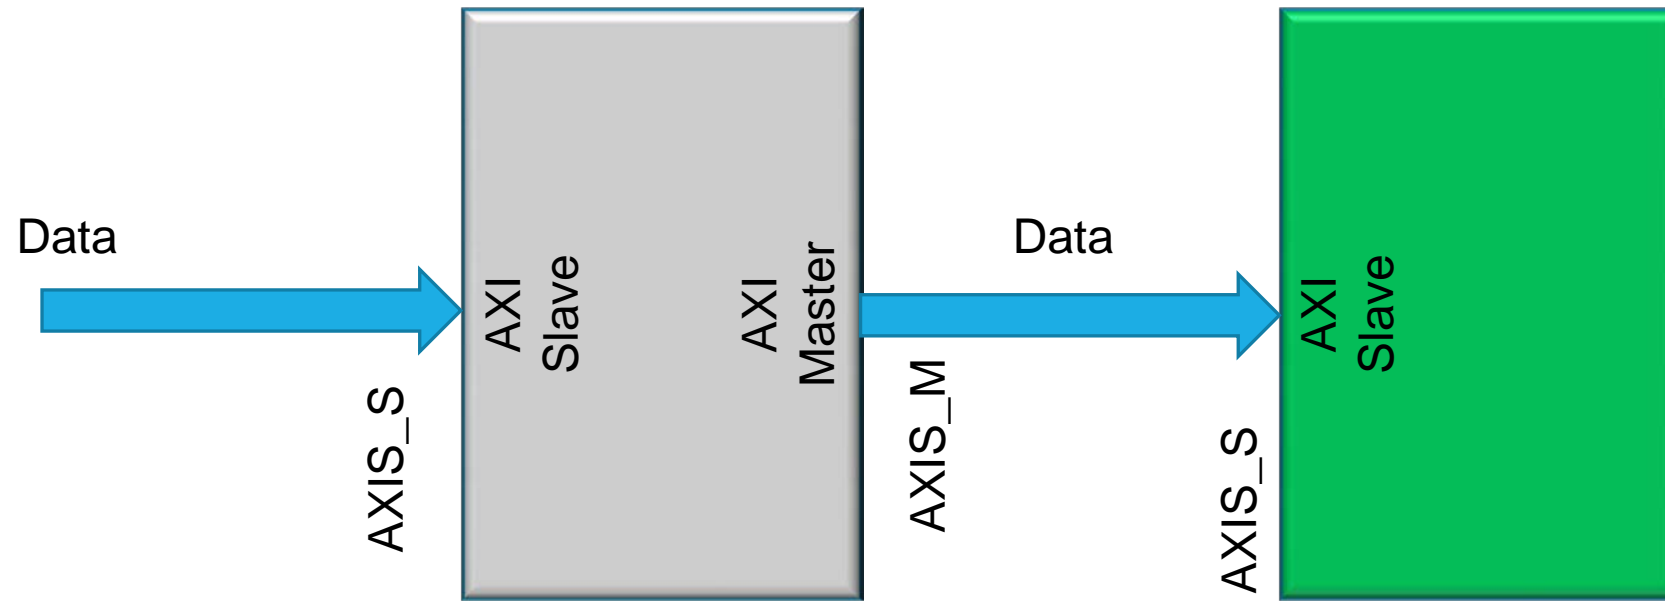 Data
AXIS_S
AXI
Slave
AXI
Master
Data
AXIS_M
AXIS_S
AXI
Slave